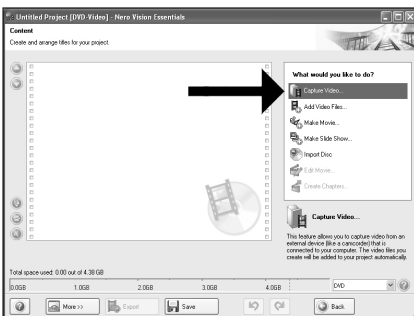 Untitled Project [DVD-Video] - Nero Vision Essentials
Content
Create and arrange titles for your project.
What would you like to do?
Capture Video...
Add Video Files...
Make Movie...
Make Slide Show...
Import Disc
Edit Movie...
Create Chapters...
Capture Video...
This feature allows you to capture video from an
external device (like a camcorder) that is
connected to your computer. The video files you
create will be added to your project automatically.
Total space used: 0.00 out of 4.38 GB
0.0GB 1.0GB 2.0GB 3.0GB 4.0GB DVD
More >> Export Save Back